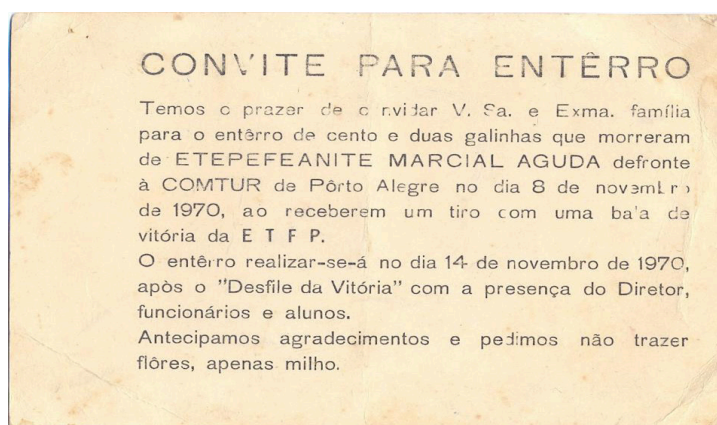 CONVITE PARA ENTÊRRO
Temos o prazer de convidar V. Sa. e Exma. família
para o entêrro de cento e duas galinhas que morreram
de ETEPEFEANITE MARCIAL AGUDA defronte
à COMTUR de Pôrto Alegre no dia 8 de novembro
de 1970, ao receberem um tiro com uma bala de
vitória da E T F P.
O entêrro realizar-se-á no dia 14 de novembro de 1970,
apòs o "Desfile da Vitória" com a presença do Diretor,
funcionários e alunos.
Antecipamos agradecimentos e pedimos não trazer
flôres, apenas milho.